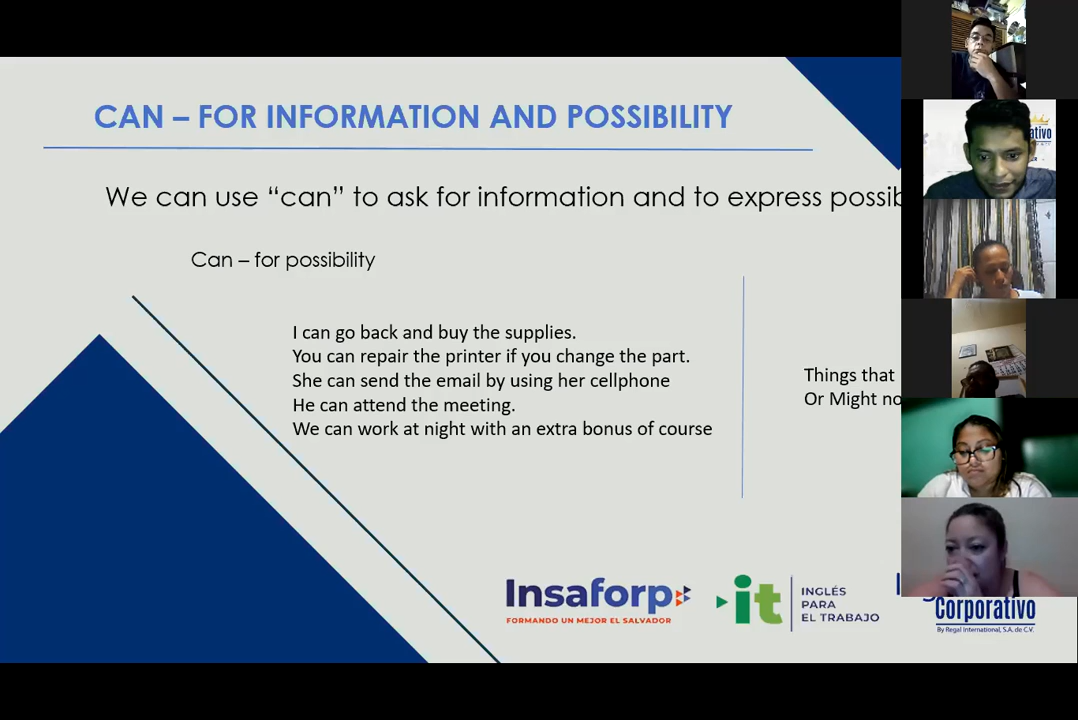 CAN – FOR INFORMATION AND POSSIBILITY
We can use “can” to ask for information and to express
Can – for possibility
I can go back and buy the supplies.
You can repair the printer if you change the part.
She can send the email by using her cellphone
He can attend the meeting.
We can work at night with an extra bonus of course
Things that
Or Might
Insaforp
FORMANDO UN MEJOR EL SALVADOR
it
INGLÉS
PARA
EL TRABAJO
Corporativo
By Regal International, S.A. de C.V.